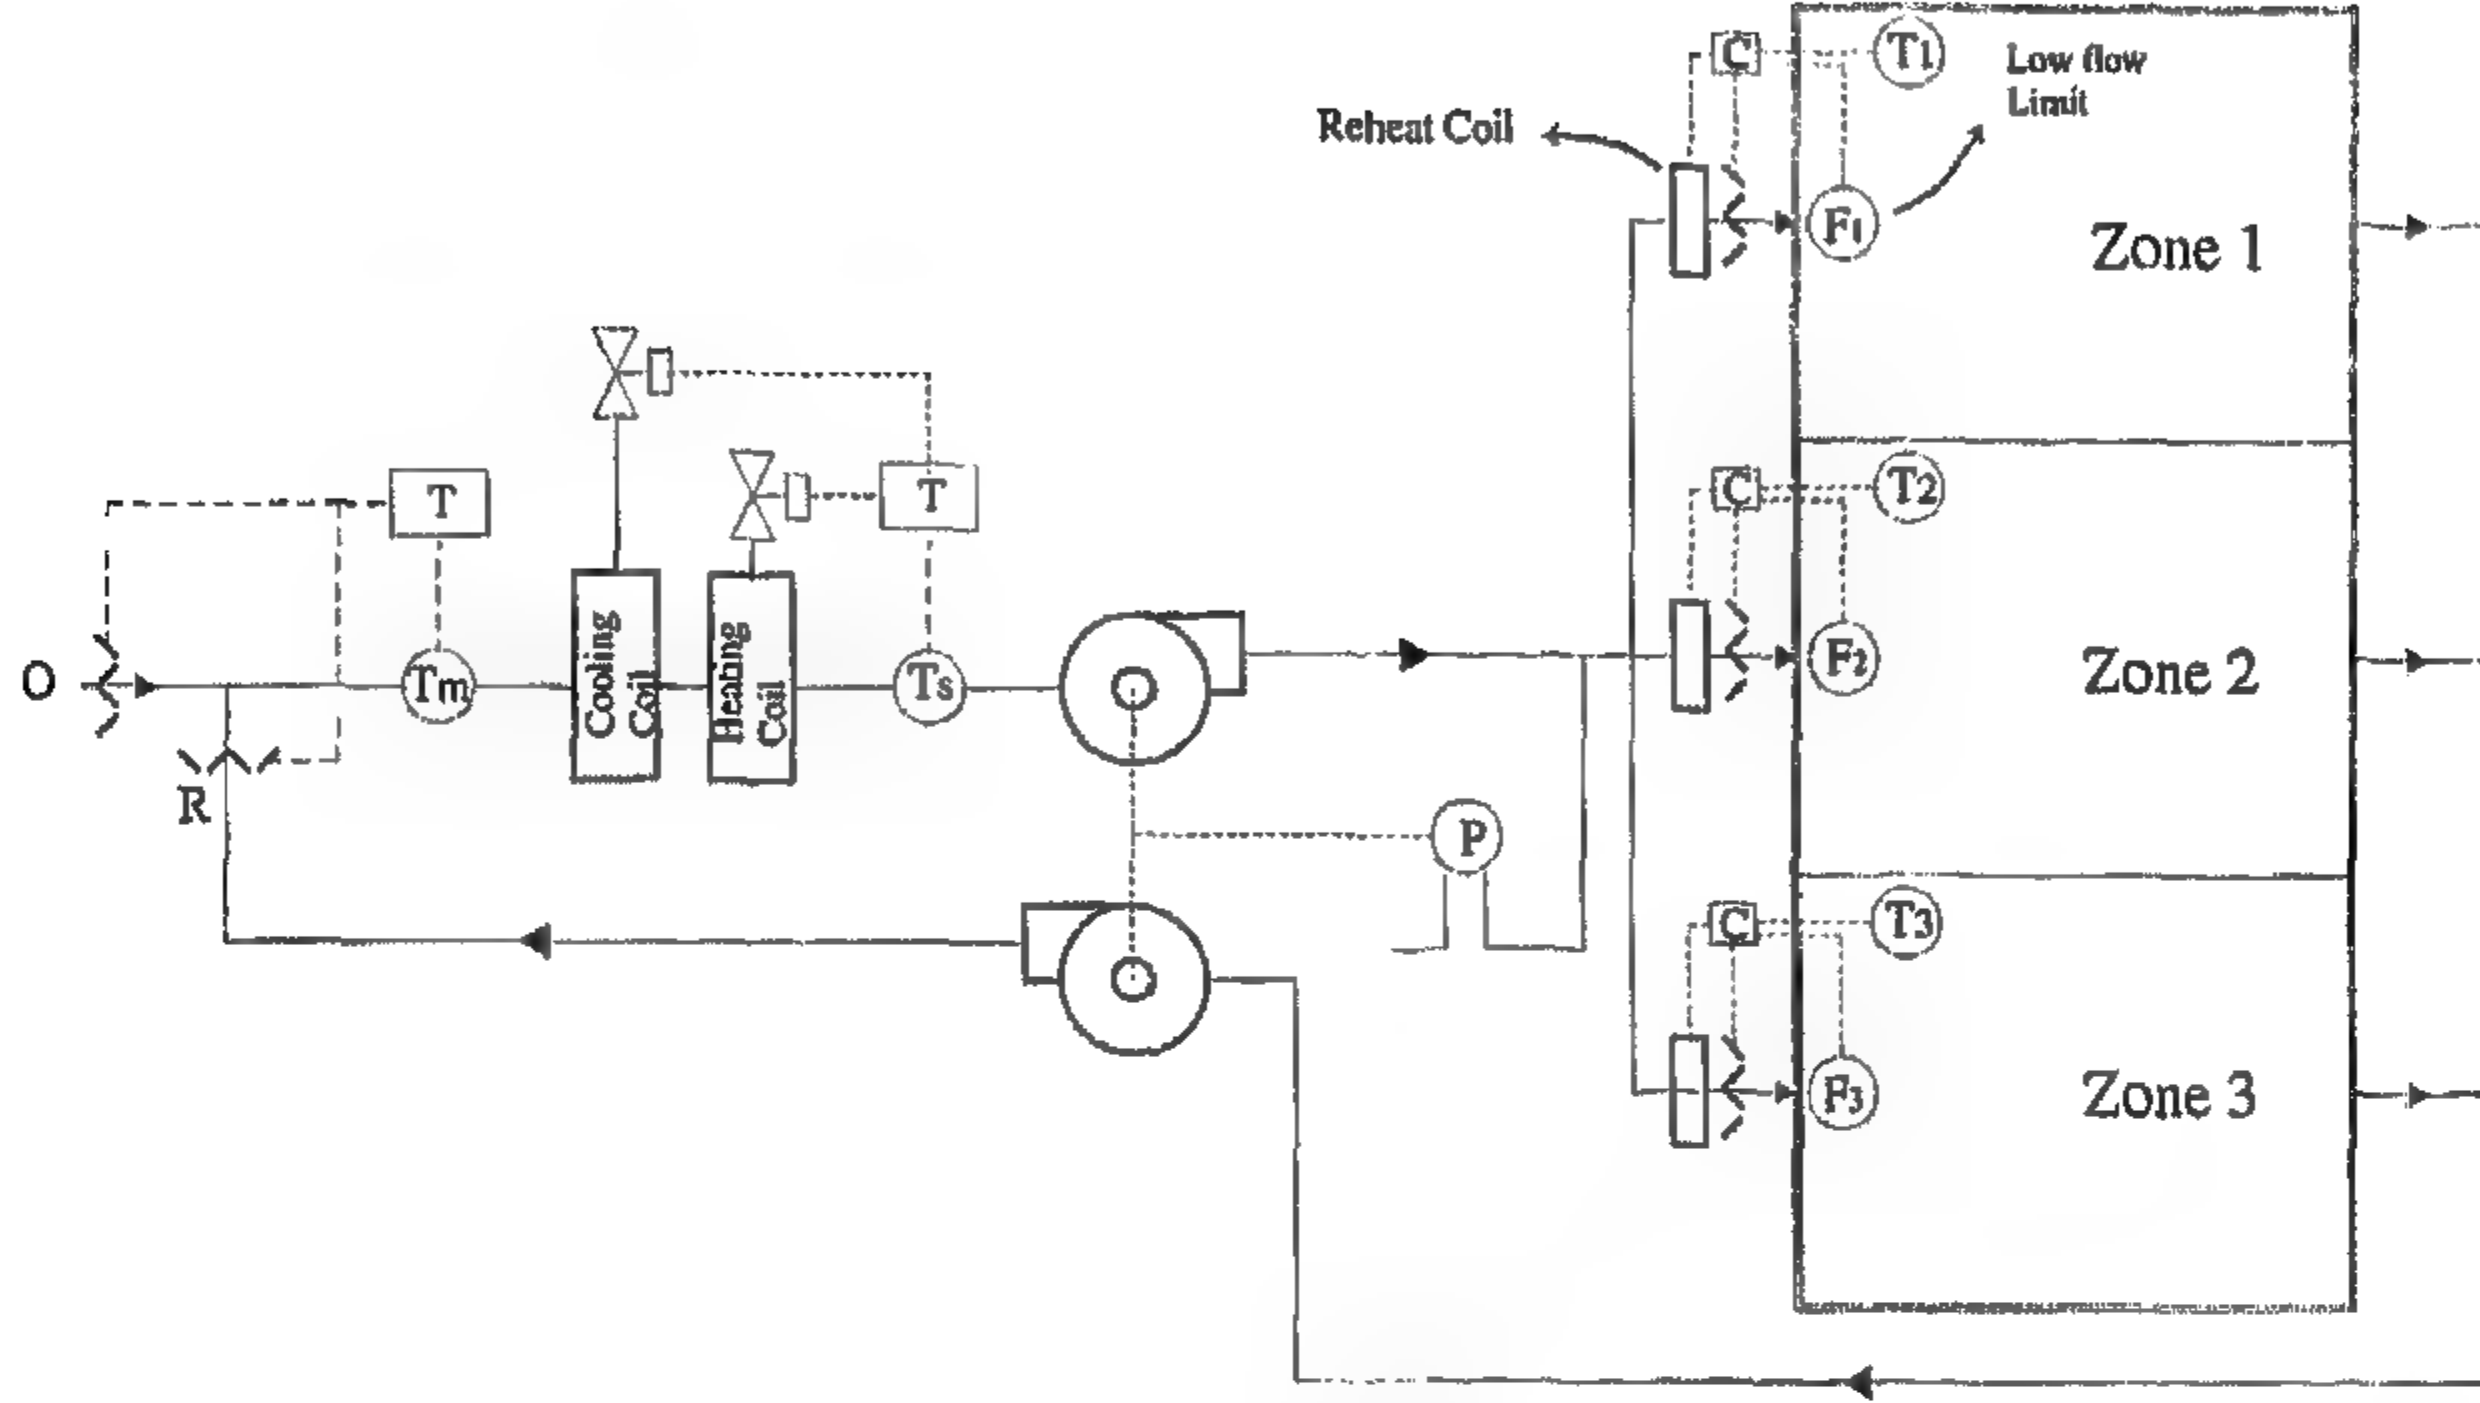 C
T1
Low flow
Limit
Reheat Coil
F1
Zone 1
C
T2
T
T
O
Tm
Cooling
Coil
Heating
Coil
Ts
F2
Zone 2
R
P
C
T3
F3
Zone 3